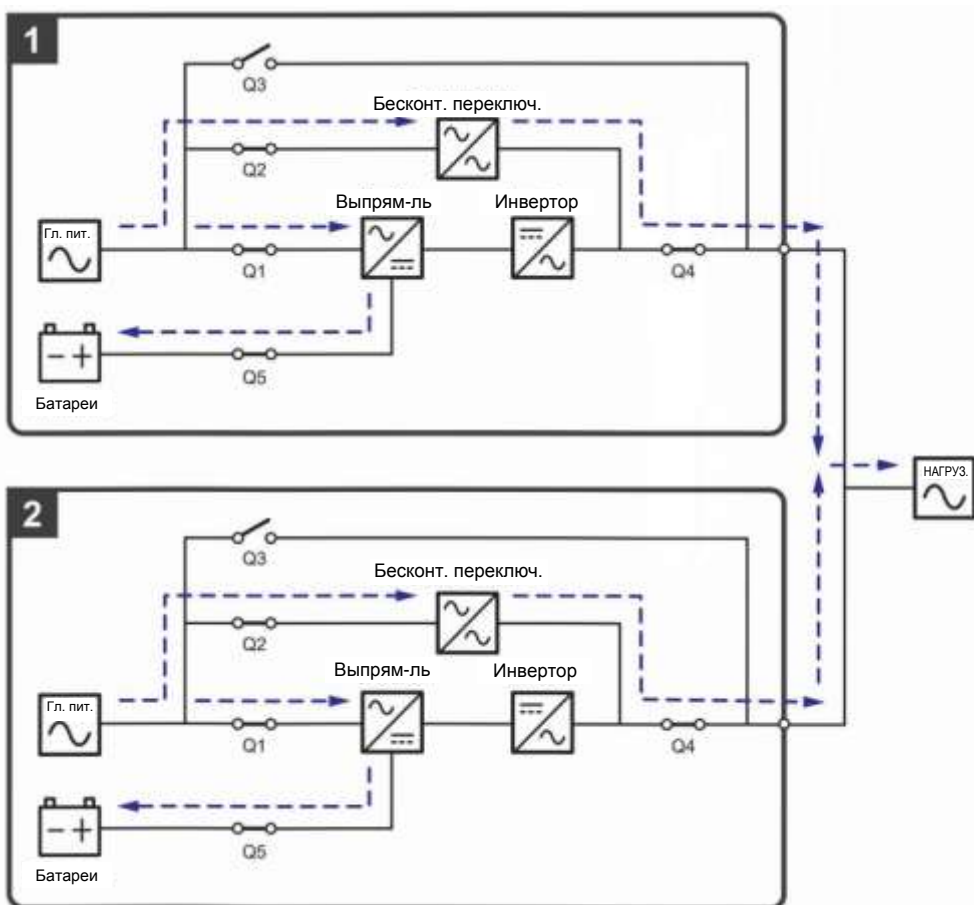 1
Q3
Бесконт. переключ.
Q2
Выпрям-ль
Инвертор
Гл. пит.
Q1
Q4
Q5
Батареи
НАГРУЗ.
2
Q3
Бесконт. переключ.
Q2
Выпрям-ль
Инвертор
Гл. пит.
Q1
Q4
Q5
Батареи